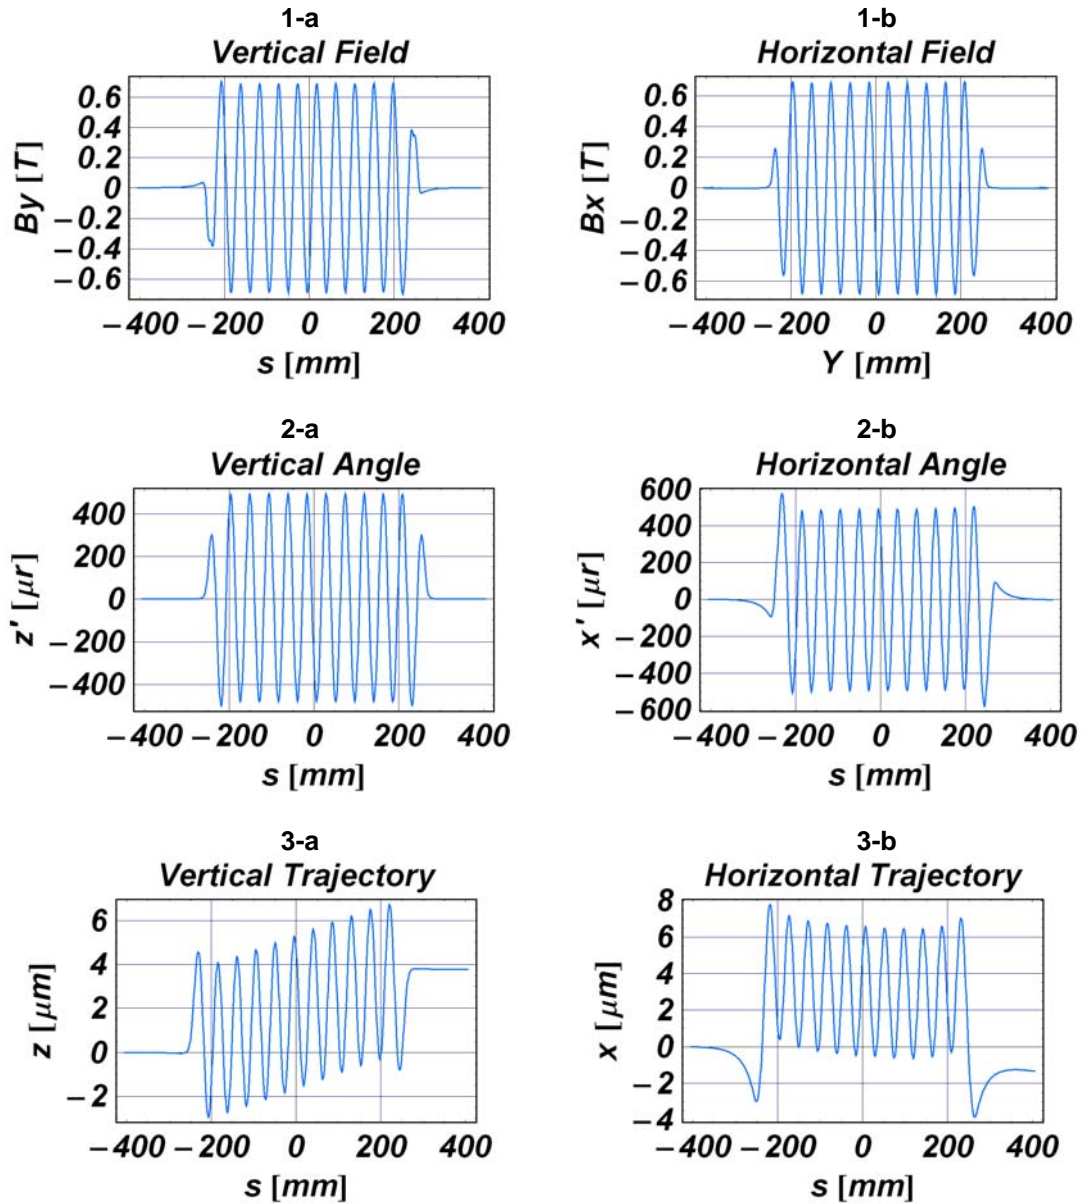 1-a
Vertical Field
By [T]
0.6
0.4
0.2
0
−0.2
−0.4
−0.6
−400 −200 0 200 400
s [mm]
1-b
Horizontal Field
Bx [T]
0.6
0.4
0.2
0
−0.2
−0.4
−0.6
−400 −200 0 200 400
Y [mm]
2-a
Vertical Angle
z' [μr]
400
200
0
−200
−400
−400 −200 0 200 400
s [mm]
2-b
Horizontal Angle
x' [μr]
600
400
200
0
−200
−400
−600
−400 −200 0 200 400
s [mm]
3-a
Vertical Trajectory
z [μm]
6
4
2
0
−2
−400 −200 0 200 400
s [mm]
3-b
Horizontal Trajectory
x [μm]
8
6
4
2
0
−2
−4
−400 −200 0 200 400
s [mm]